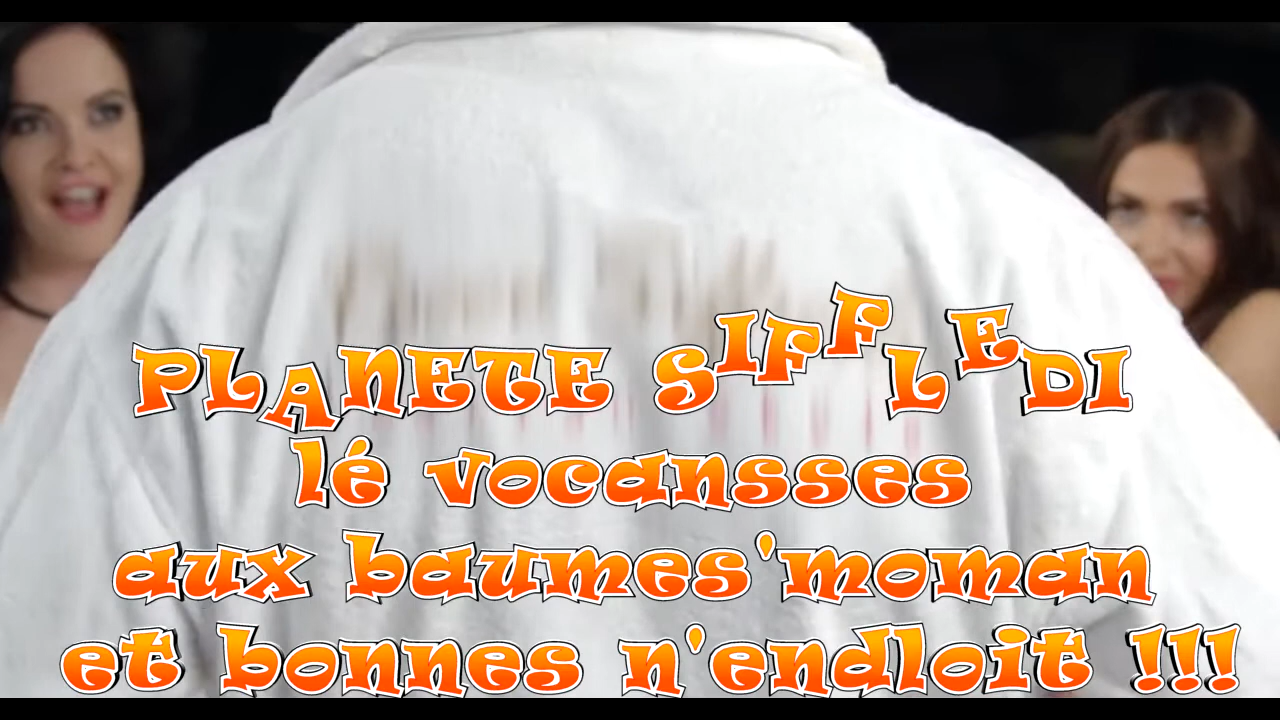 PLANETE SIFFLEDI
lé vocansses
aux baumes'moman
et bonnes n'endloit !!!